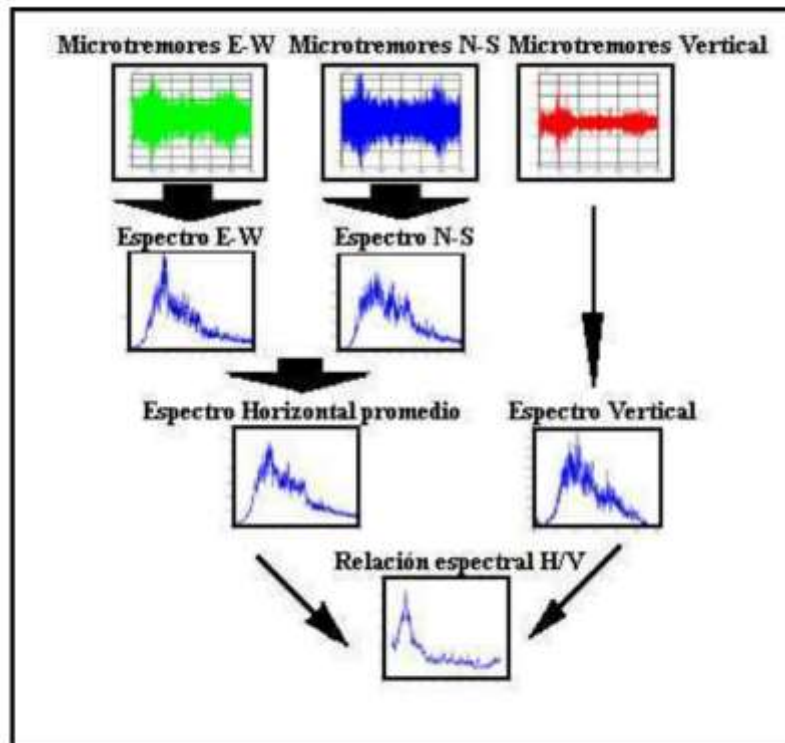 Microtremores E-W Microtremores N-S Microtremores Vertical
Espectro E-W Espectro N-S
Espectro Horizontal promedio Espectro Vertical
Relación espectral H/V